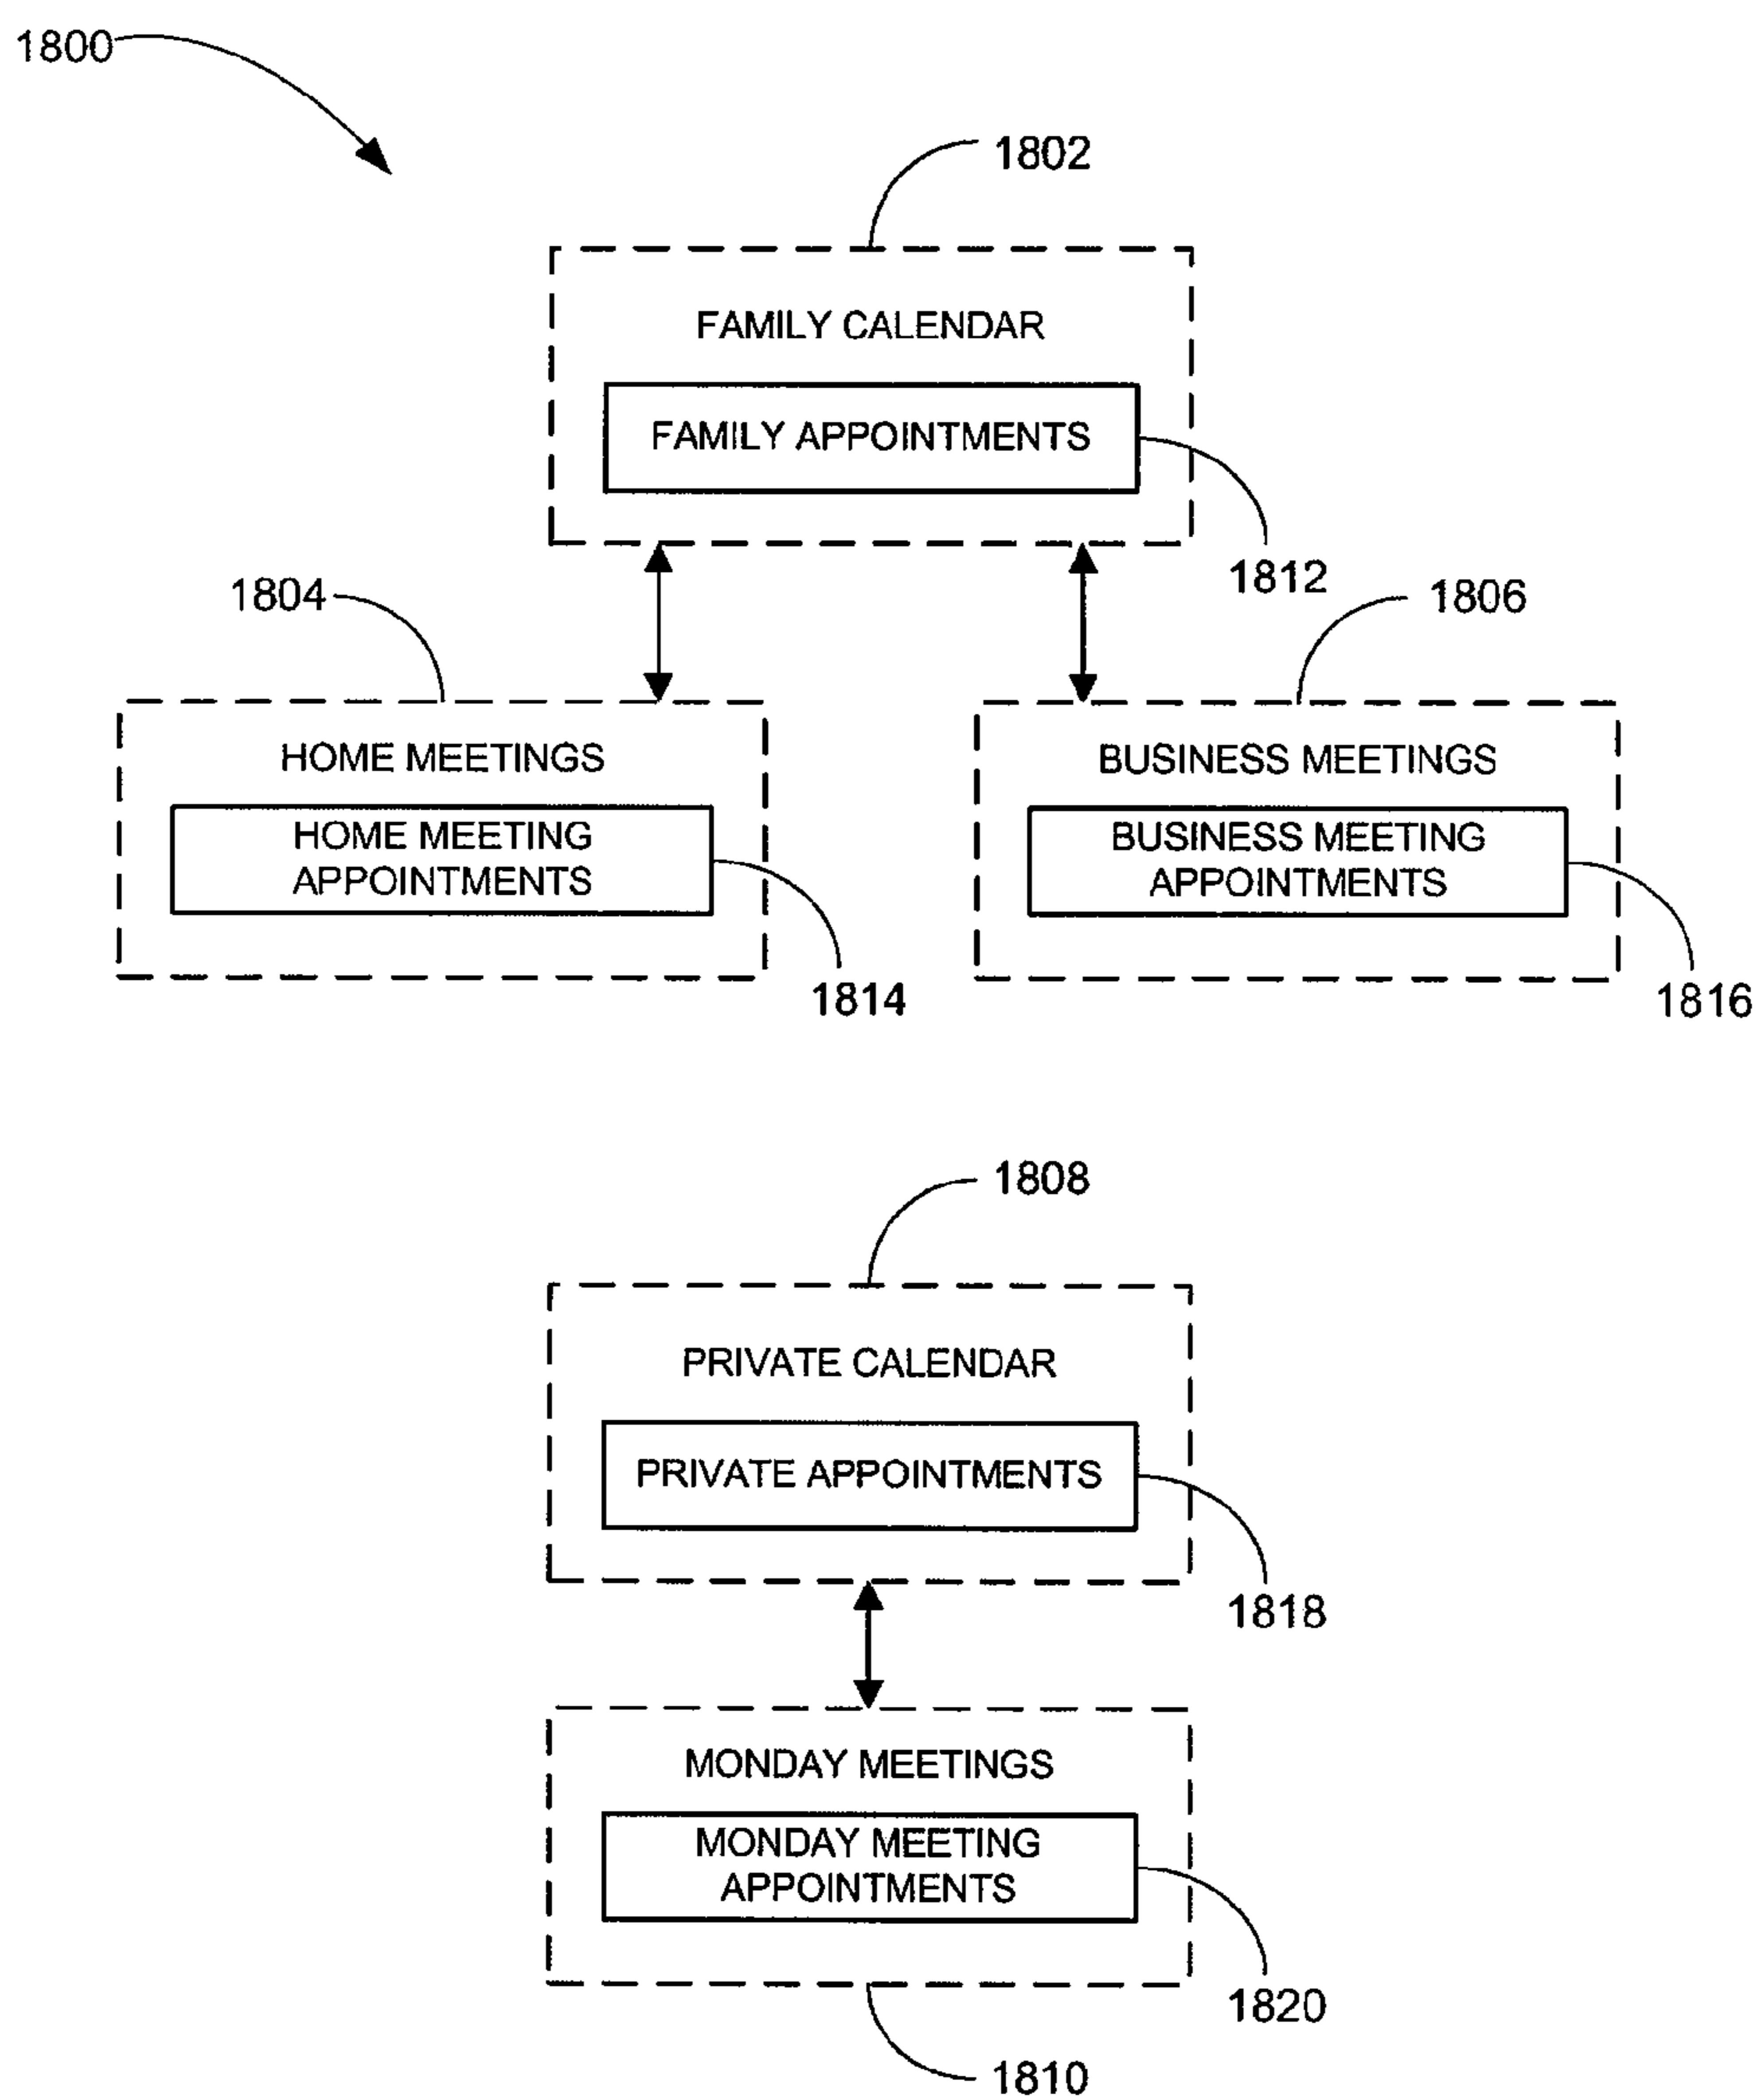 1800
1802
FAMILY CALENDAR
FAMILY APPOINTMENTS
1812
1804
1806
HOME MEETINGS
HOME MEETING
APPOINTMENTS
1814
BUSINESS MEETINGS
BUSINESS MEETING
APPOINTMENTS
1816
1808
PRIVATE CALENDAR
PRIVATE APPOINTMENTS
1818
MONDAY MEETINGS
MONDAY MEETING
APPOINTMENTS
1820
1810